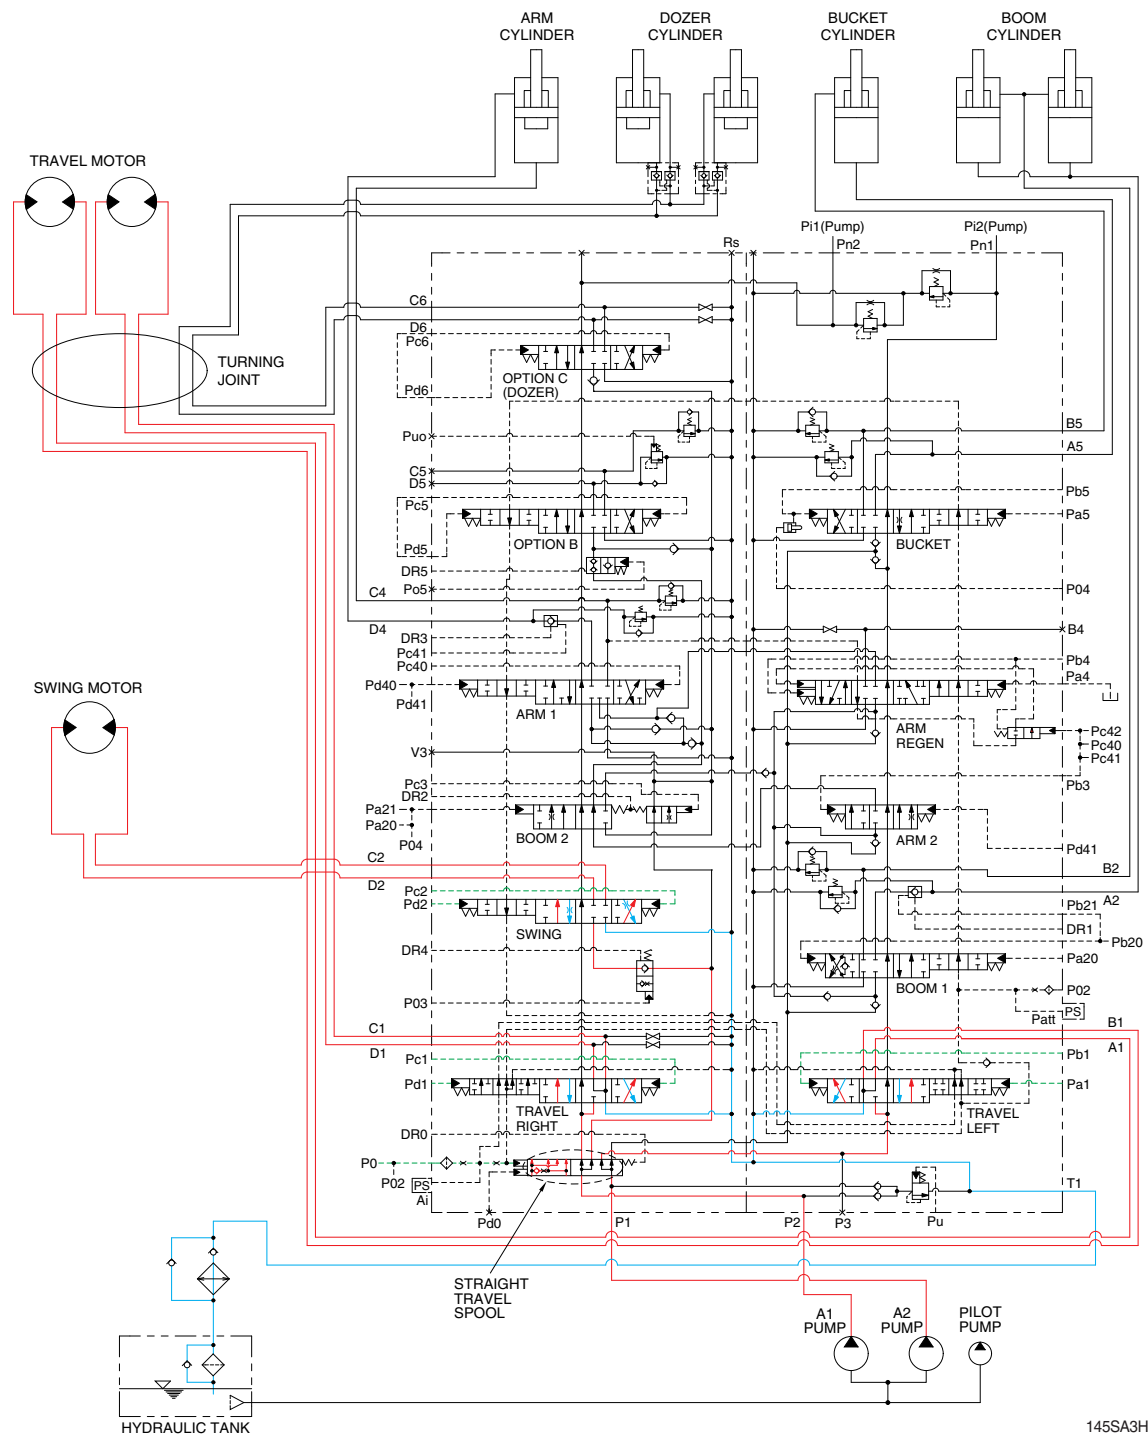 ARM
CYLINDER
DOZER
CYLINDER
BUCKET
CYLINDER
BOOM
CYLINDER
TRAVEL MOTOR
TURNING
JOINT
Pi1(Pump)
Pn2
Pi2(Pump)
Pn1
Rs
C6
D6
Pc6
Pd6
OPTION C
(DOZER)
Puo
C5
D5
Pc5
Pd5
OPTION B
DR5
Po5
C4
D4
DR3
Pc41
Pc40
Pd40
Pd41
ARM 1
V3
Pc3
DR2
Pa21
Pa20
P04
BOOM 2
SWING MOTOR
C2
D2
Pc2
Pd2
SWING
DR4
P03
C1
D1
Pc1
Pd1
TRAVEL
RIGHT
DR0
P0
P02
PS
Ai
Pd0
P1
P2
P3
Pu
B5
A5
Pb5
Pa5
BUCKET
P04
B4
Pb4
Pa4
ARM
REGEN
Pc42
Pc40
Pc41
Pb3
ARM 2
Pd41
B2
A2
Pb21
DR1
Pb20
Pa20
BOOM 1
P02
PS
Patt
B1
A1
Pb1
Pa1
TRAVEL
LEFT
T1
STRAIGHT
TRAVEL
SPOOL
A1
PUMP
A2
PUMP
PILOT
PUMP
HYDRAULIC TANK
145SA3H